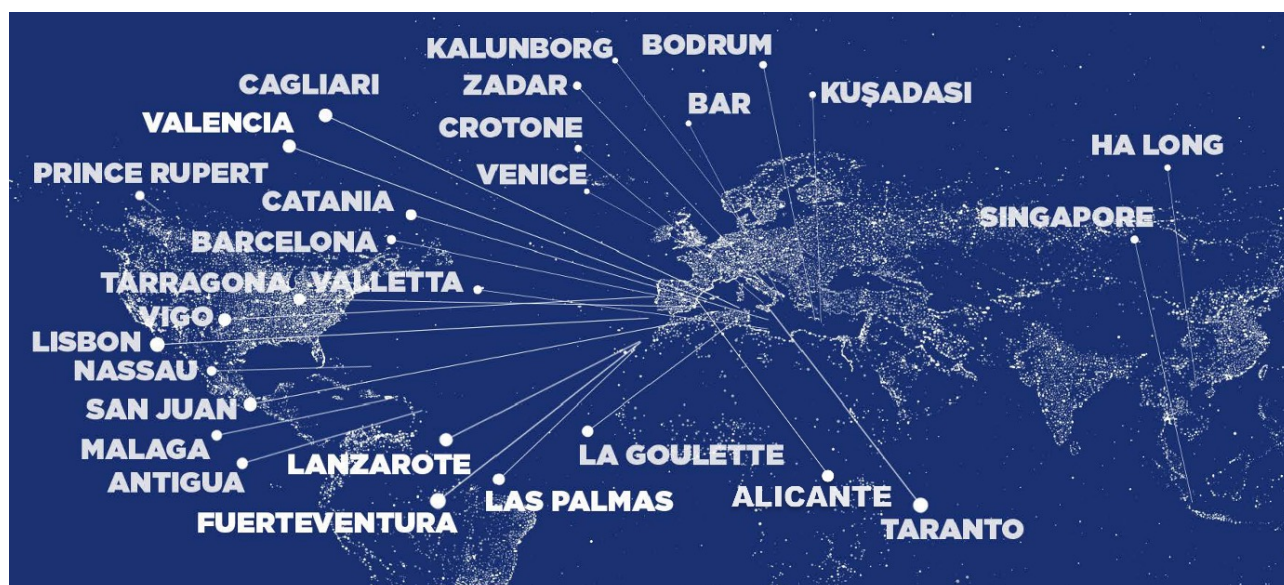 KALUNBORG
BODRUM
CAGLIARI
ZADAR
BAR
KUŞADASI
VALENCIA
CROTONE
HA LONG
PRINCE RUPERT
VENICE
CATANIA
SINGAPORE
BARCELONA
TARRAGONA
VALLETTA
VIGO
LISBON
NASSAU
SAN JUAN
MALAGA
LA GOULETTE
LANZAROTE
ANTIGUA
LAS PALMAS
ALICANTE
FUERTEVENTURA
TARANTO